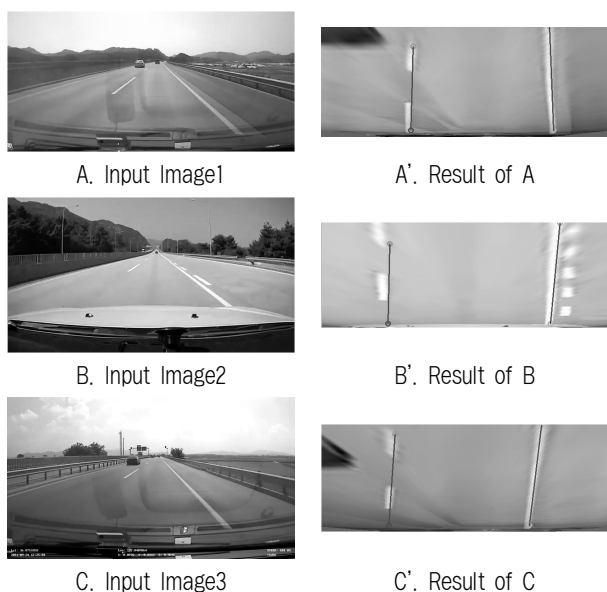 A. Input Image1
A'. Result of A
B. Input Image2
B'. Result of B
C. Input Image3
C'. Result of C